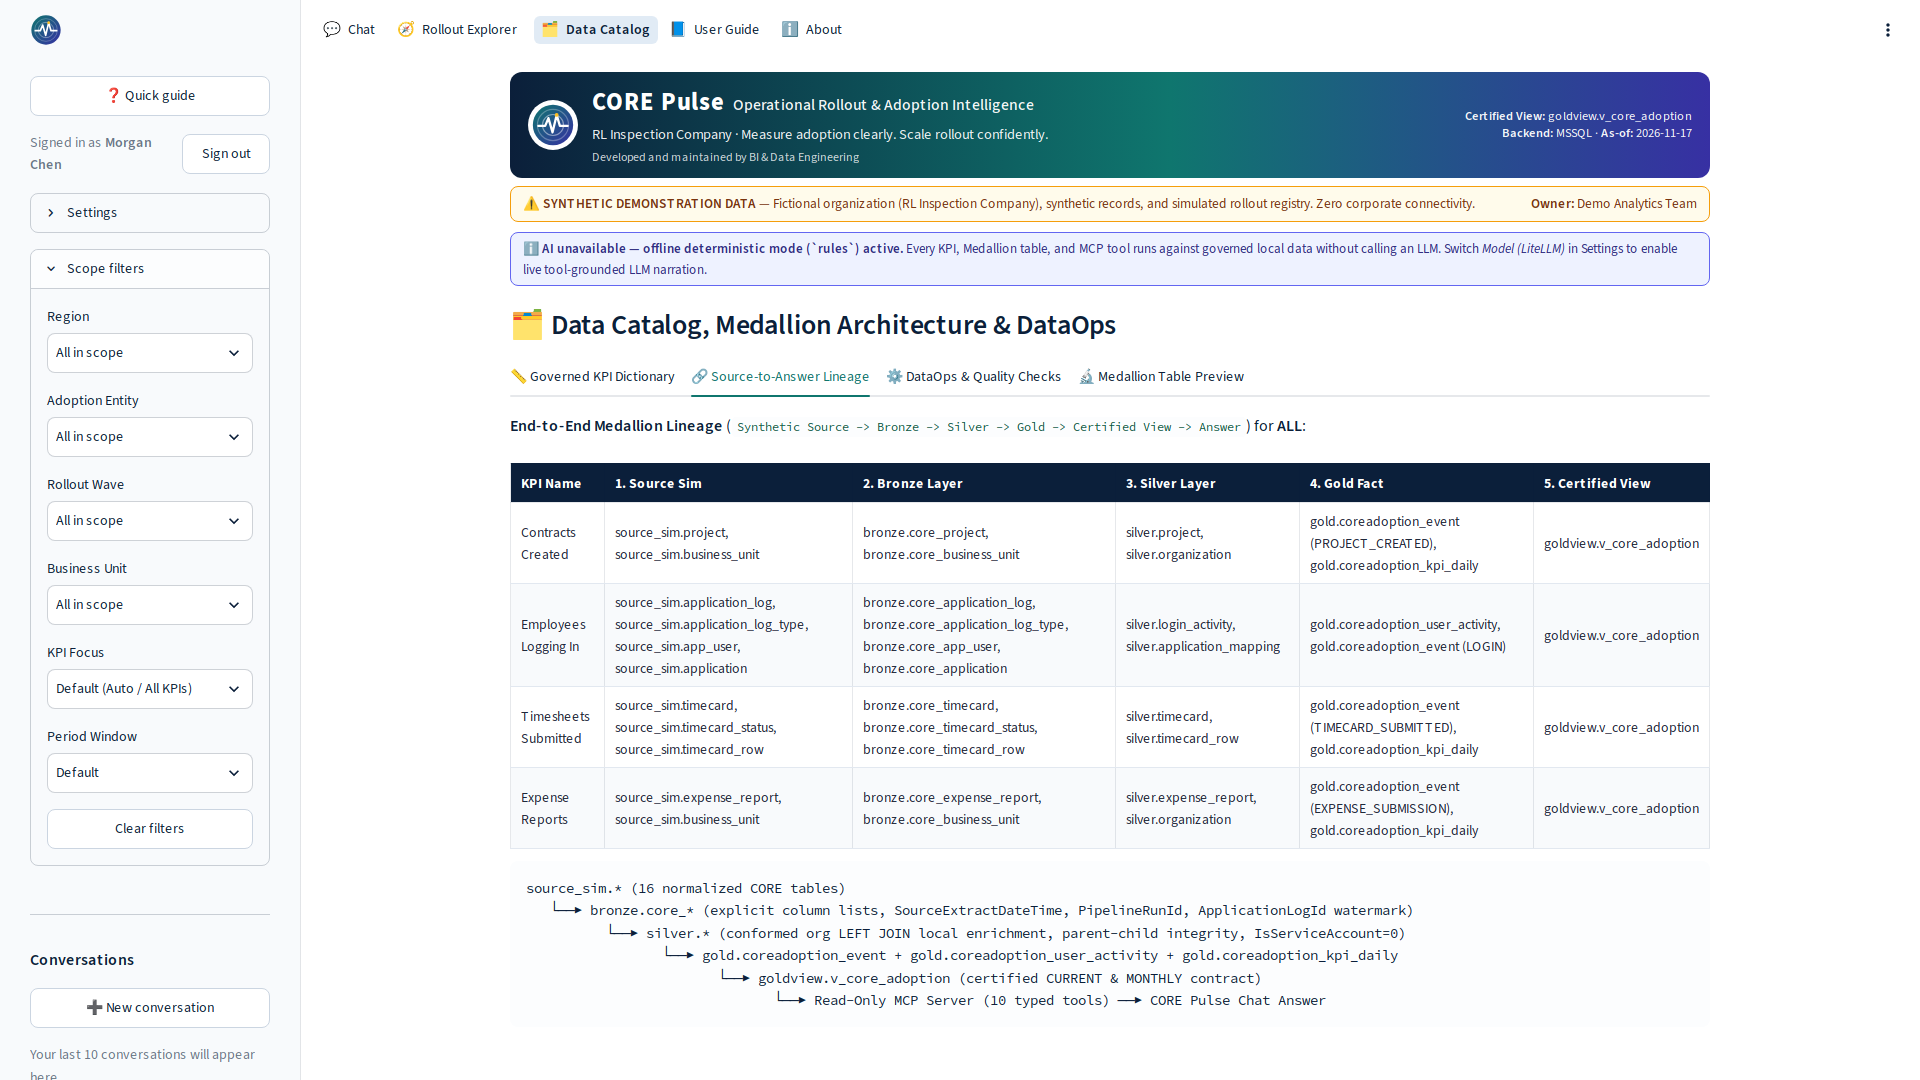 ❓ Quick guide
Signed in as Morgan
Chen
Sign out
Settings
Scope filters
Region
All in scope
Adoption Entity
All in scope
Rollout Wave
All in scope
Business Unit
All in scope
KPI Focus
Default (Auto / All KPIs)
Period Window
Default
Clear filters
Conversations
➕ New conversation
Your last 10 conversations will appear
here.
💬 Chat
🧭 Rollout Explorer
🗂️ Data Catalog
📘 User Guide
ℹ️ About
CORE Pulse Operational Rollout & Adoption Intelligence
RL Inspection Company · Measure adoption clearly. Scale rollout confidently.
Developed and maintained by BI & Data Engineering
Certified View: goldview.v_core_adoption
Backend: MSSQL · As-of: 2026-11-17
⚠️ SYNTHETIC DEMONSTRATION DATA — Fictional organization (RL Inspection Company), synthetic records, and simulated rollout registry. Zero corporate connectivity.
Owner: Demo Analytics Team
ℹ️ AI unavailable — offline deterministic mode (`rules`) active. Every KPI, Medallion table, and MCP tool runs against governed local data without calling an LLM. Switch Model (LiteLLM) in Settings to enable
live tool-grounded LLM narration.
🗂️ Data Catalog, Medallion Architecture & DataOps
📏 Governed KPI Dictionary
🔗 Source-to-Answer Lineage
⚙️ DataOps & Quality Checks
🔬 Medallion Table Preview
End-to-End Medallion Lineage ( Synthetic Source -> Bronze -> Silver -> Gold -> Certified View -> Answer ) for ALL:
KPI Name
1. Source Sim
2. Bronze Layer
3. Silver Layer
4. Gold Fact
5. Certified View
Contracts
Created
source_sim.project,
source_sim.business_unit
bronze.core_project,
bronze.core_business_unit
silver.project,
silver.organization
gold.coreadoption_event
(PROJECT_CREATED),
gold.coreadoption_kpi_daily
goldview.v_core_adoption
Employees
Logging In
source_sim.application_log,
source_sim.application_log_type,
source_sim.app_user,
source_sim.application
bronze.core_application_log,
bronze.core_application_log_type,
bronze.core_app_user,
bronze.core_application
silver.login_activity,
silver.application_mapping
gold.coreadoption_user_activity,
gold.coreadoption_event (LOGIN)
goldview.v_core_adoption
Timesheets
Submitted
source_sim.timecard,
source_sim.timecard_status,
source_sim.timecard_row
bronze.core_timecard,
bronze.core_timecard_status,
bronze.core_timecard_row
silver.timecard,
silver.timecard_row
gold.coreadoption_event
(TIMECARD_SUBMITTED),
gold.coreadoption_kpi_daily
goldview.v_core_adoption
Expense
Reports
source_sim.expense_report,
source_sim.business_unit
bronze.core_expense_report,
bronze.core_business_unit
silver.expense_report,
silver.organization
gold.coreadoption_event
(EXPENSE_SUBMISSION),
gold.coreadoption_kpi_daily
goldview.v_core_adoption
source_sim.* (16 normalized CORE tables)
└──► bronze.core_* (explicit column lists, SourceExtractDateTime, PipelineRunId, ApplicationLogId watermark)
└──► silver.* (conformed org LEFT JOIN local enrichment, parent-child integrity, IsServiceAccount=0)
└──► gold.coreadoption_event + gold.coreadoption_user_activity + gold.coreadoption_kpi_daily
└──► goldview.v_core_adoption (certified CURRENT & MONTHLY contract)
└──► Read-Only MCP Server (10 typed tools) ──► CORE Pulse Chat Answer